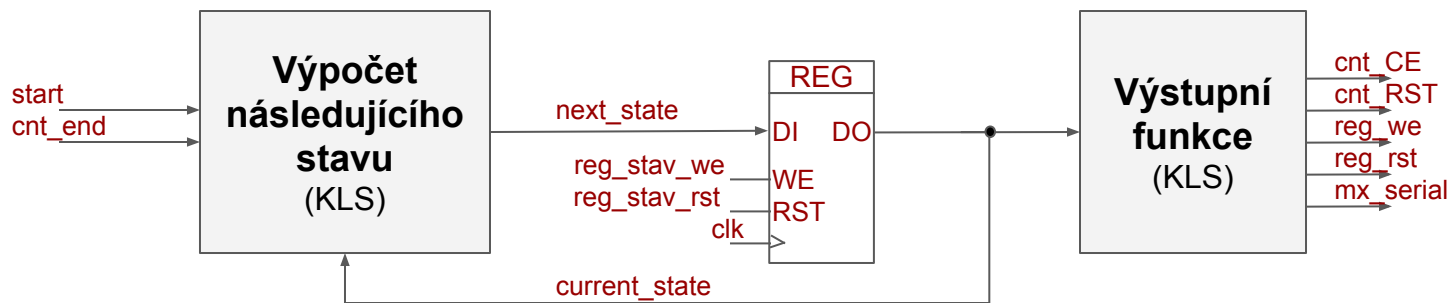 start
cnt_end
Výpočet
následujícího
stavu
(KLS)
next_state
reg_stav_we
reg_stav_rst
clk
REG
DI DO
WE
RST
current_state
Výstupní
funkce
(KLS)
cnt_CE
cnt_RST
reg_we
reg_rst
mx_serial